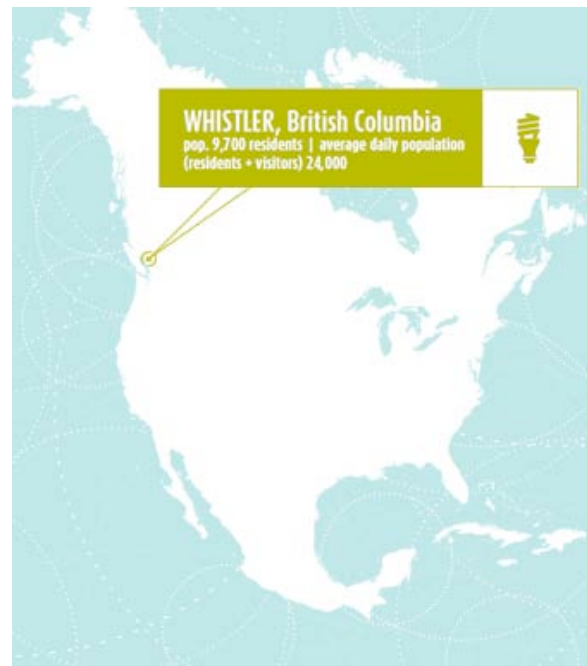 WHISTLER, British Columbia
pop. 9,700 residents | average daily population
(residents + visitors) 24,000